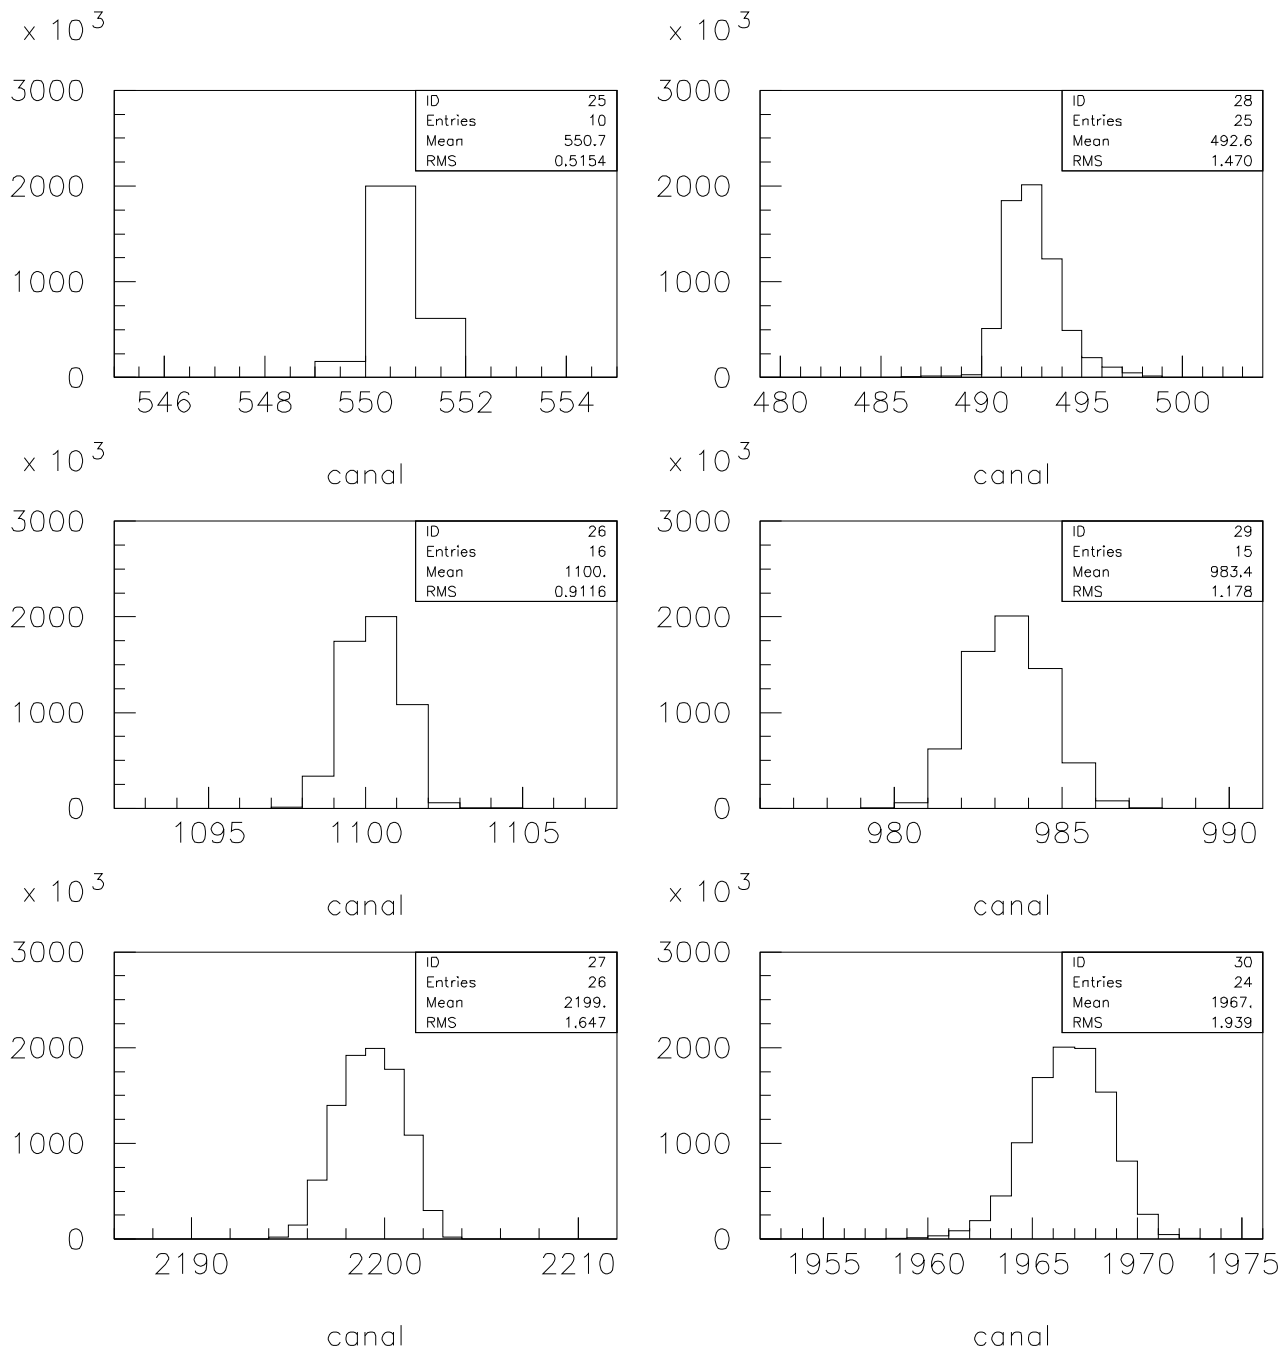 x 10 3
3000
2000
1000
0
546 548 550 552 554
canal
ID 25
Entries 10
Mean 550.7
RMS 0.5154
x 10 3
3000
2000
1000
0
480 485 490 495 500
canal
ID 28
Entries 25
Mean 492.6
RMS 1.470
x 10 3
3000
2000
1000
0
1095 1100 1105
canal
ID 26
Entries 16
Mean 1100.
RMS 0.9116
x 10 3
3000
2000
1000
0
980 985 990
canal
ID 29
Entries 15
Mean 983.4
RMS 1.178
x 10 3
3000
2000
1000
0
2190 2200 2210
canal
ID 27
Entries 26
Mean 2199.
RMS 1.647
x 10 3
3000
2000
1000
0
1955 1960 1965 1970 1975
canal
ID 30
Entries 24
Mean 1967.
RMS 1.939